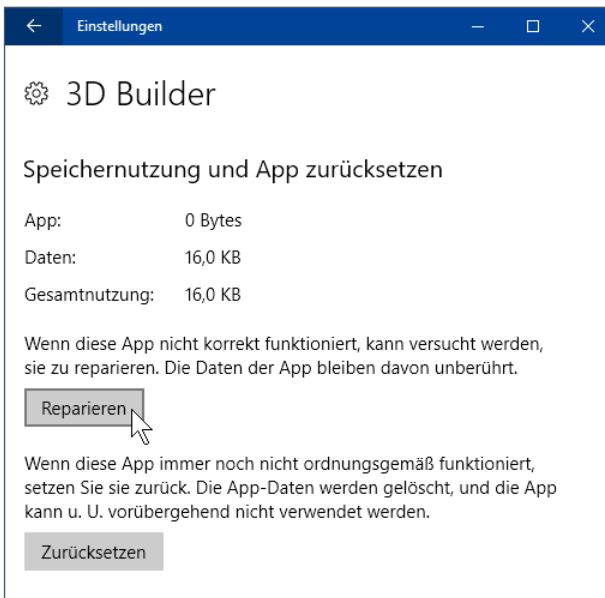 Einstellungen
3D Builder
Speichernutzung und App zurücksetzen
App: 0 Bytes
Daten: 16,0 KB
Gesamtnutzung: 16,0 KB
Wenn diese App nicht korrekt funktioniert, kann versucht werden,
sie zu reparieren. Die Daten der App bleiben davon unberührt.
Reparieren
Wenn diese App immer noch nicht ordnungsgemäß funktioniert,
setzen Sie sie zurück. Die App-Daten werden gelöscht, und die App
kann u. U. vorübergehend nicht verwendet werden.
Zurücksetzen